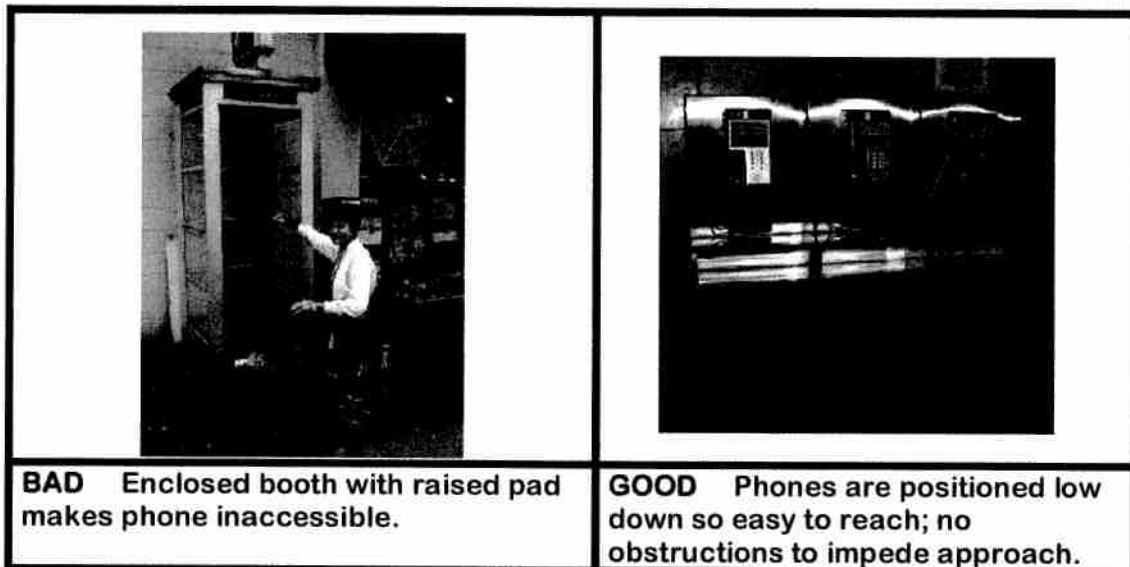 BAD Enclosed booth with raised pad
makes phone inaccessible.
GOOD Phones are positioned low
down so easy to reach; no
obstructions to impede approach.